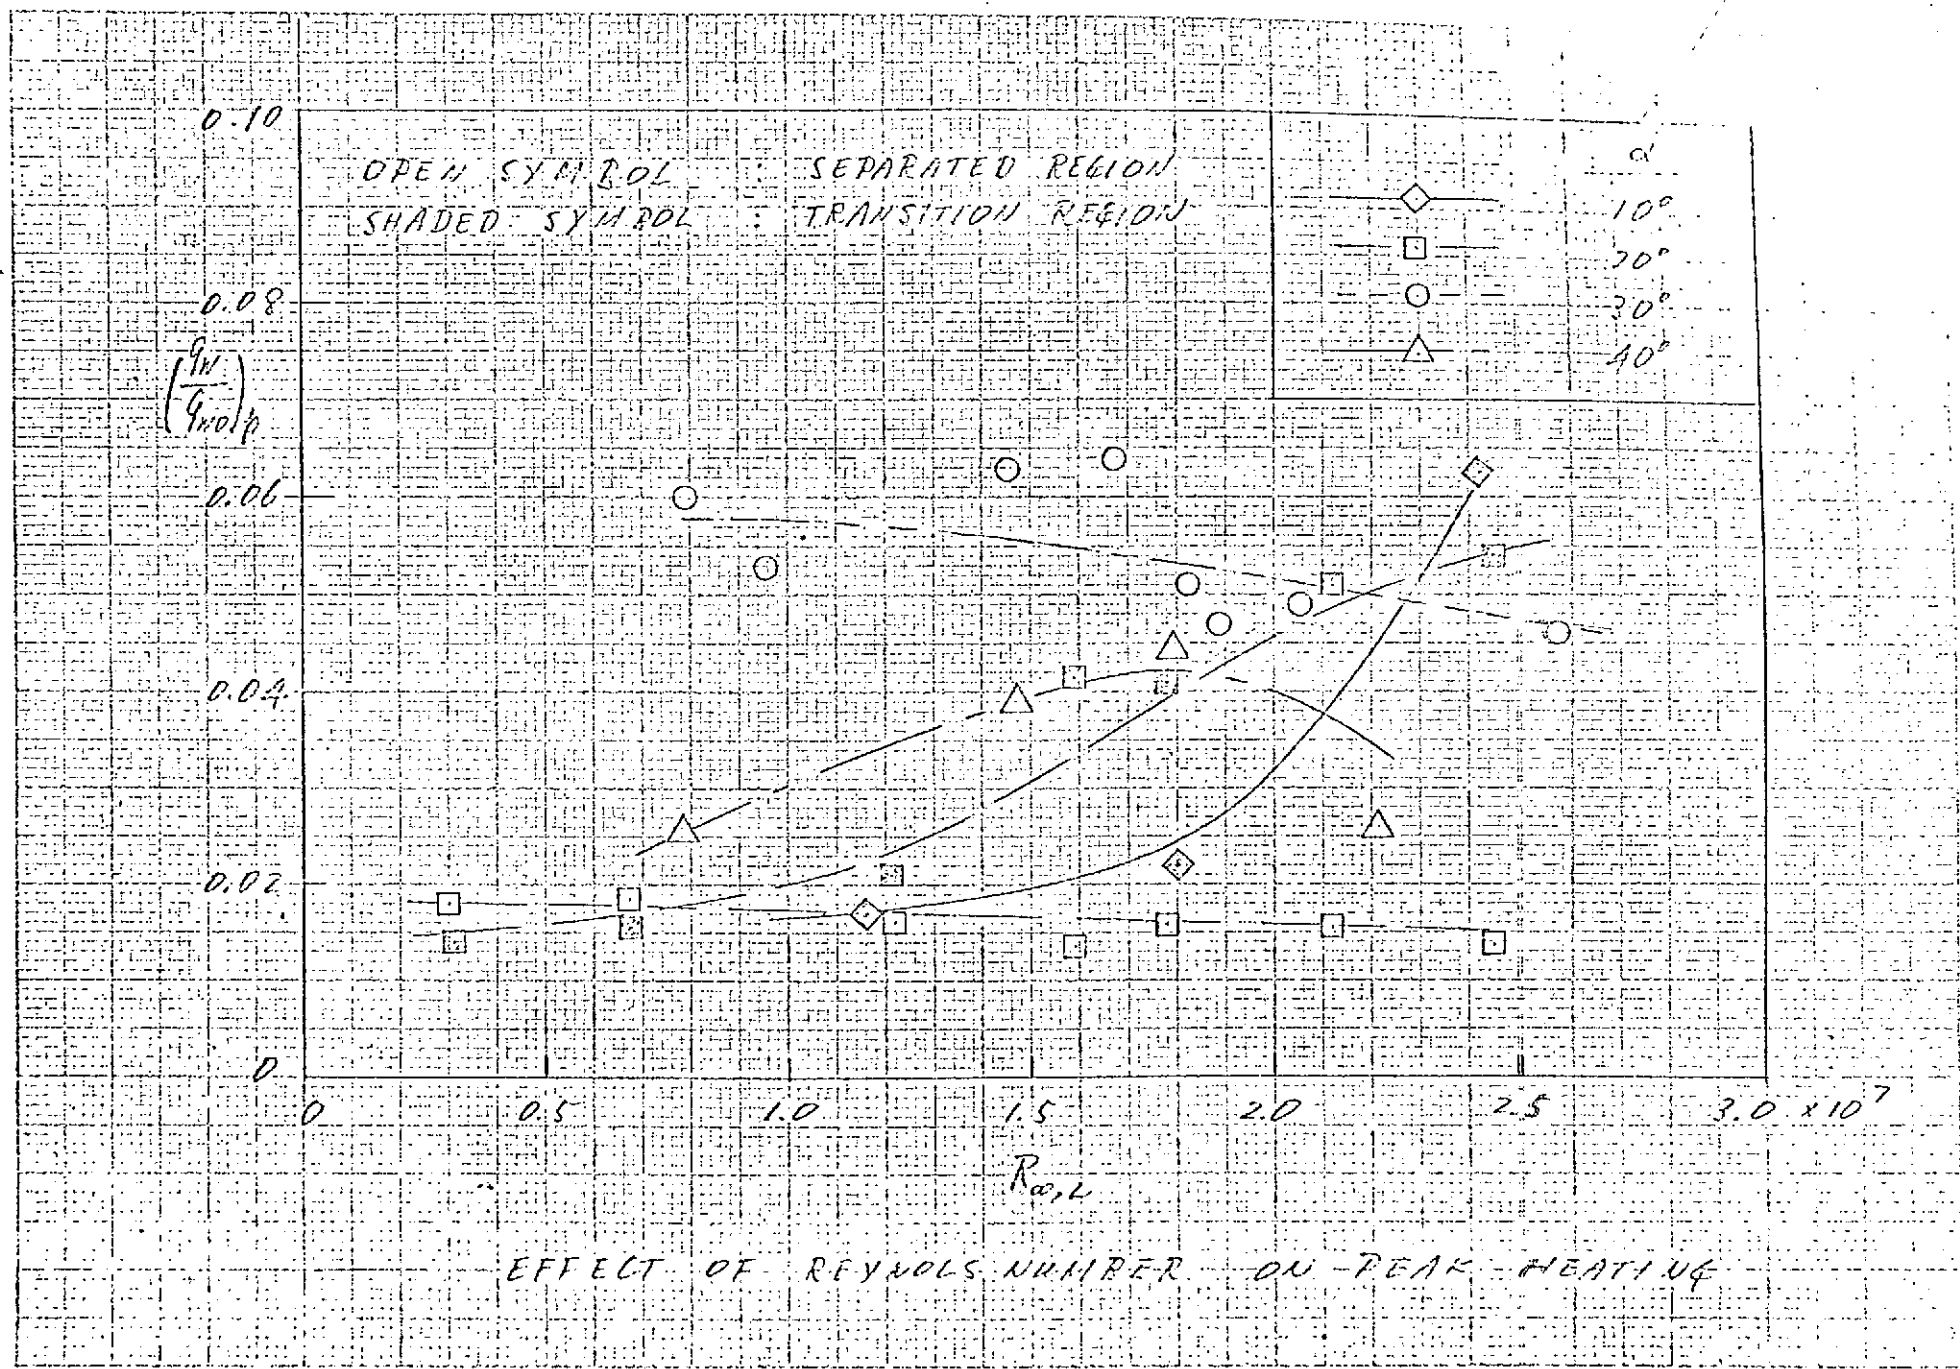 0.10
OPEN SYMBOL : SEPARATED REGION
SHADED SYMBOL : TRANSITION REGION
α
10°
20°
30°
40°
0.08
(qw/qwo)p
0.06
0.04
0.02
0
0 0.5 1.0 1.5 2.0 2.5 3.0 x10⁷
R∞,L
EFFECT OF REYNOLS NUMBER ON PEAK HEATING